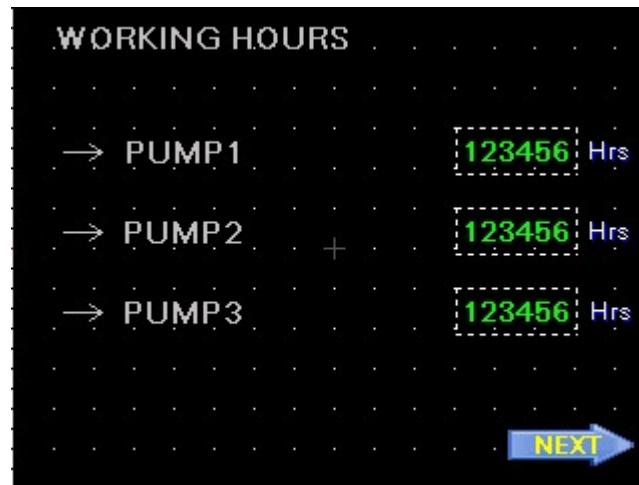 WORKING HOURS
→ PUMP1 123456 Hrs
→ PUMP2 123456 Hrs
→ PUMP3 123456 Hrs
NEXT